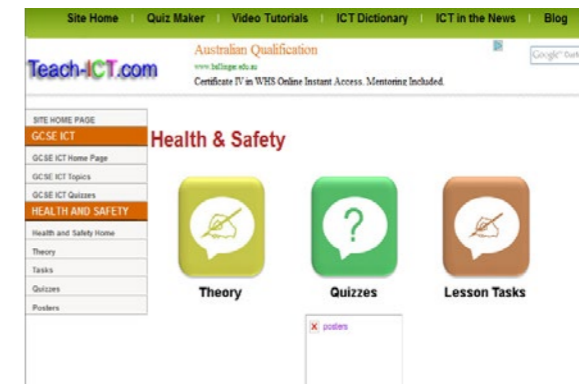 Site Home Quiz Maker Video Tutorials ICT Dictionary ICT in the News Blog
Teach-ICT.com
Australian Qualification
Certificate IV in WHS Online Instant Access. Mentoring Included.
Google
SITE HOME PAGE
GCSE ICT
GCSE ICT Home Page
GCSE ICT Topics
GCSE ICT Quizzes
HEALTH AND SAFETY
Health and Safety Home
Theory
Tasks
Quizzes
Posters
Health & Safety
?
Theory Quizzes Lesson Tasks
posters